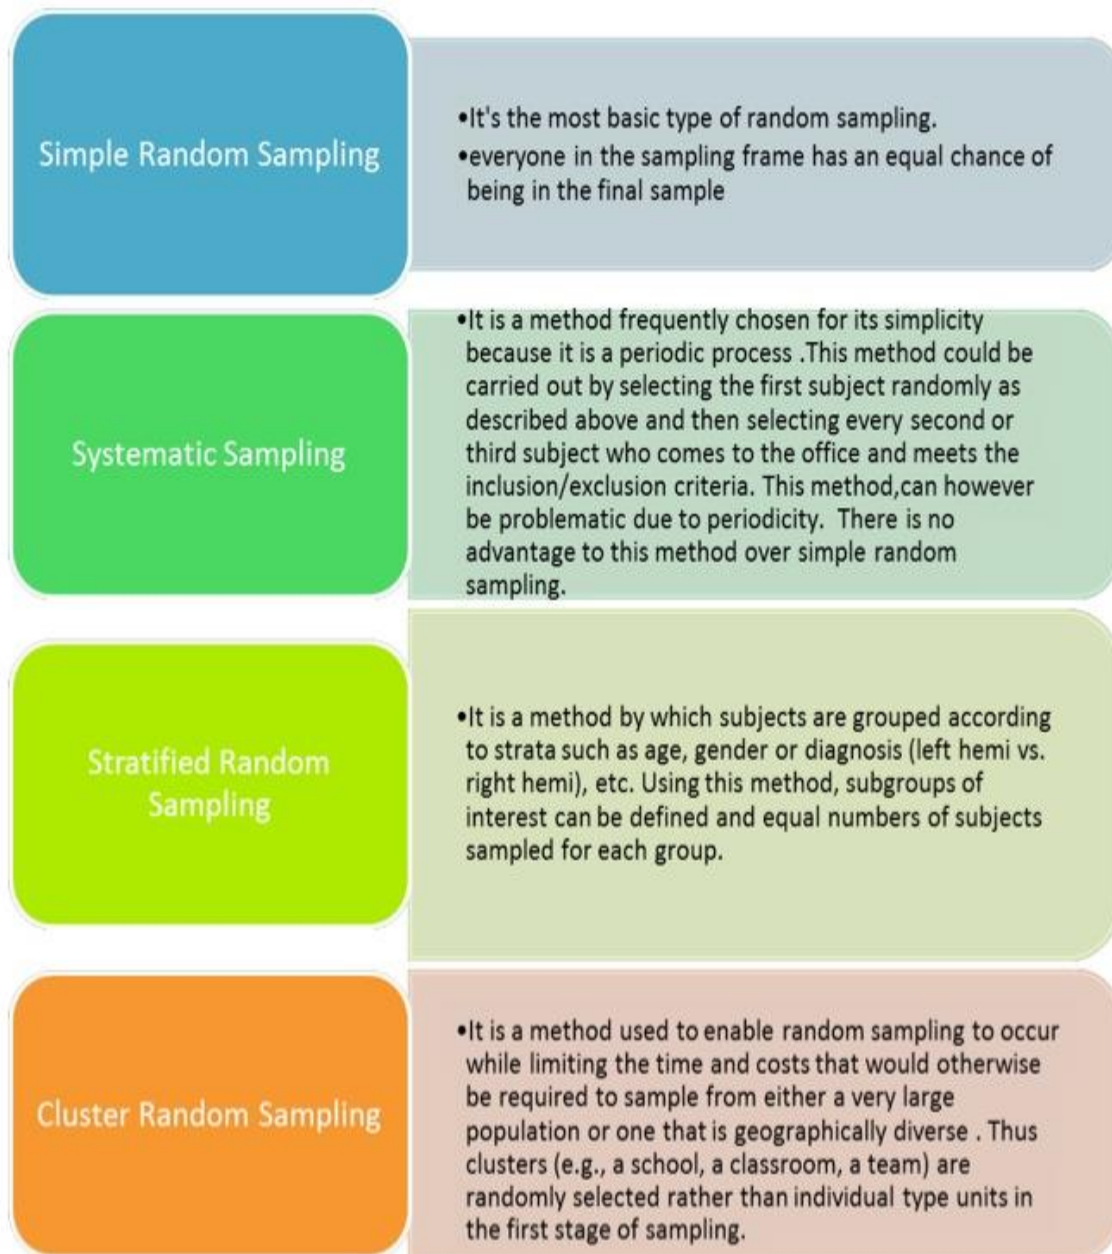 Simple Random Sampling
•It's the most basic type of random sampling.
•everyone in the sampling frame has an equal chance of
being in the final sample
Systematic Sampling
•It is a method frequently chosen for its simplicity
because it is a periodic process .This method could be
carried out by selecting the first subject randomly as
described above and then selecting every second or
third subject who comes to the office and meets the
inclusion/exclusion criteria. This method,can however
be problematic due to periodicity. There is no
advantage to this method over simple random
sampling.
Stratified Random
Sampling
•It is a method by which subjects are grouped according
to strata such as age, gender or diagnosis (left hemi vs.
right hemi), etc. Using this method, subgroups of
interest can be defined and equal numbers of subjects
sampled for each group.
Cluster Random Sampling
•It is a method used to enable random sampling to occur
while limiting the time and costs that would otherwise
be required to sample from either a very large
population or one that is geographically diverse . Thus
clusters (e.g., a school, a classroom, a team) are
randomly selected rather than individual type units in
the first stage of sampling.